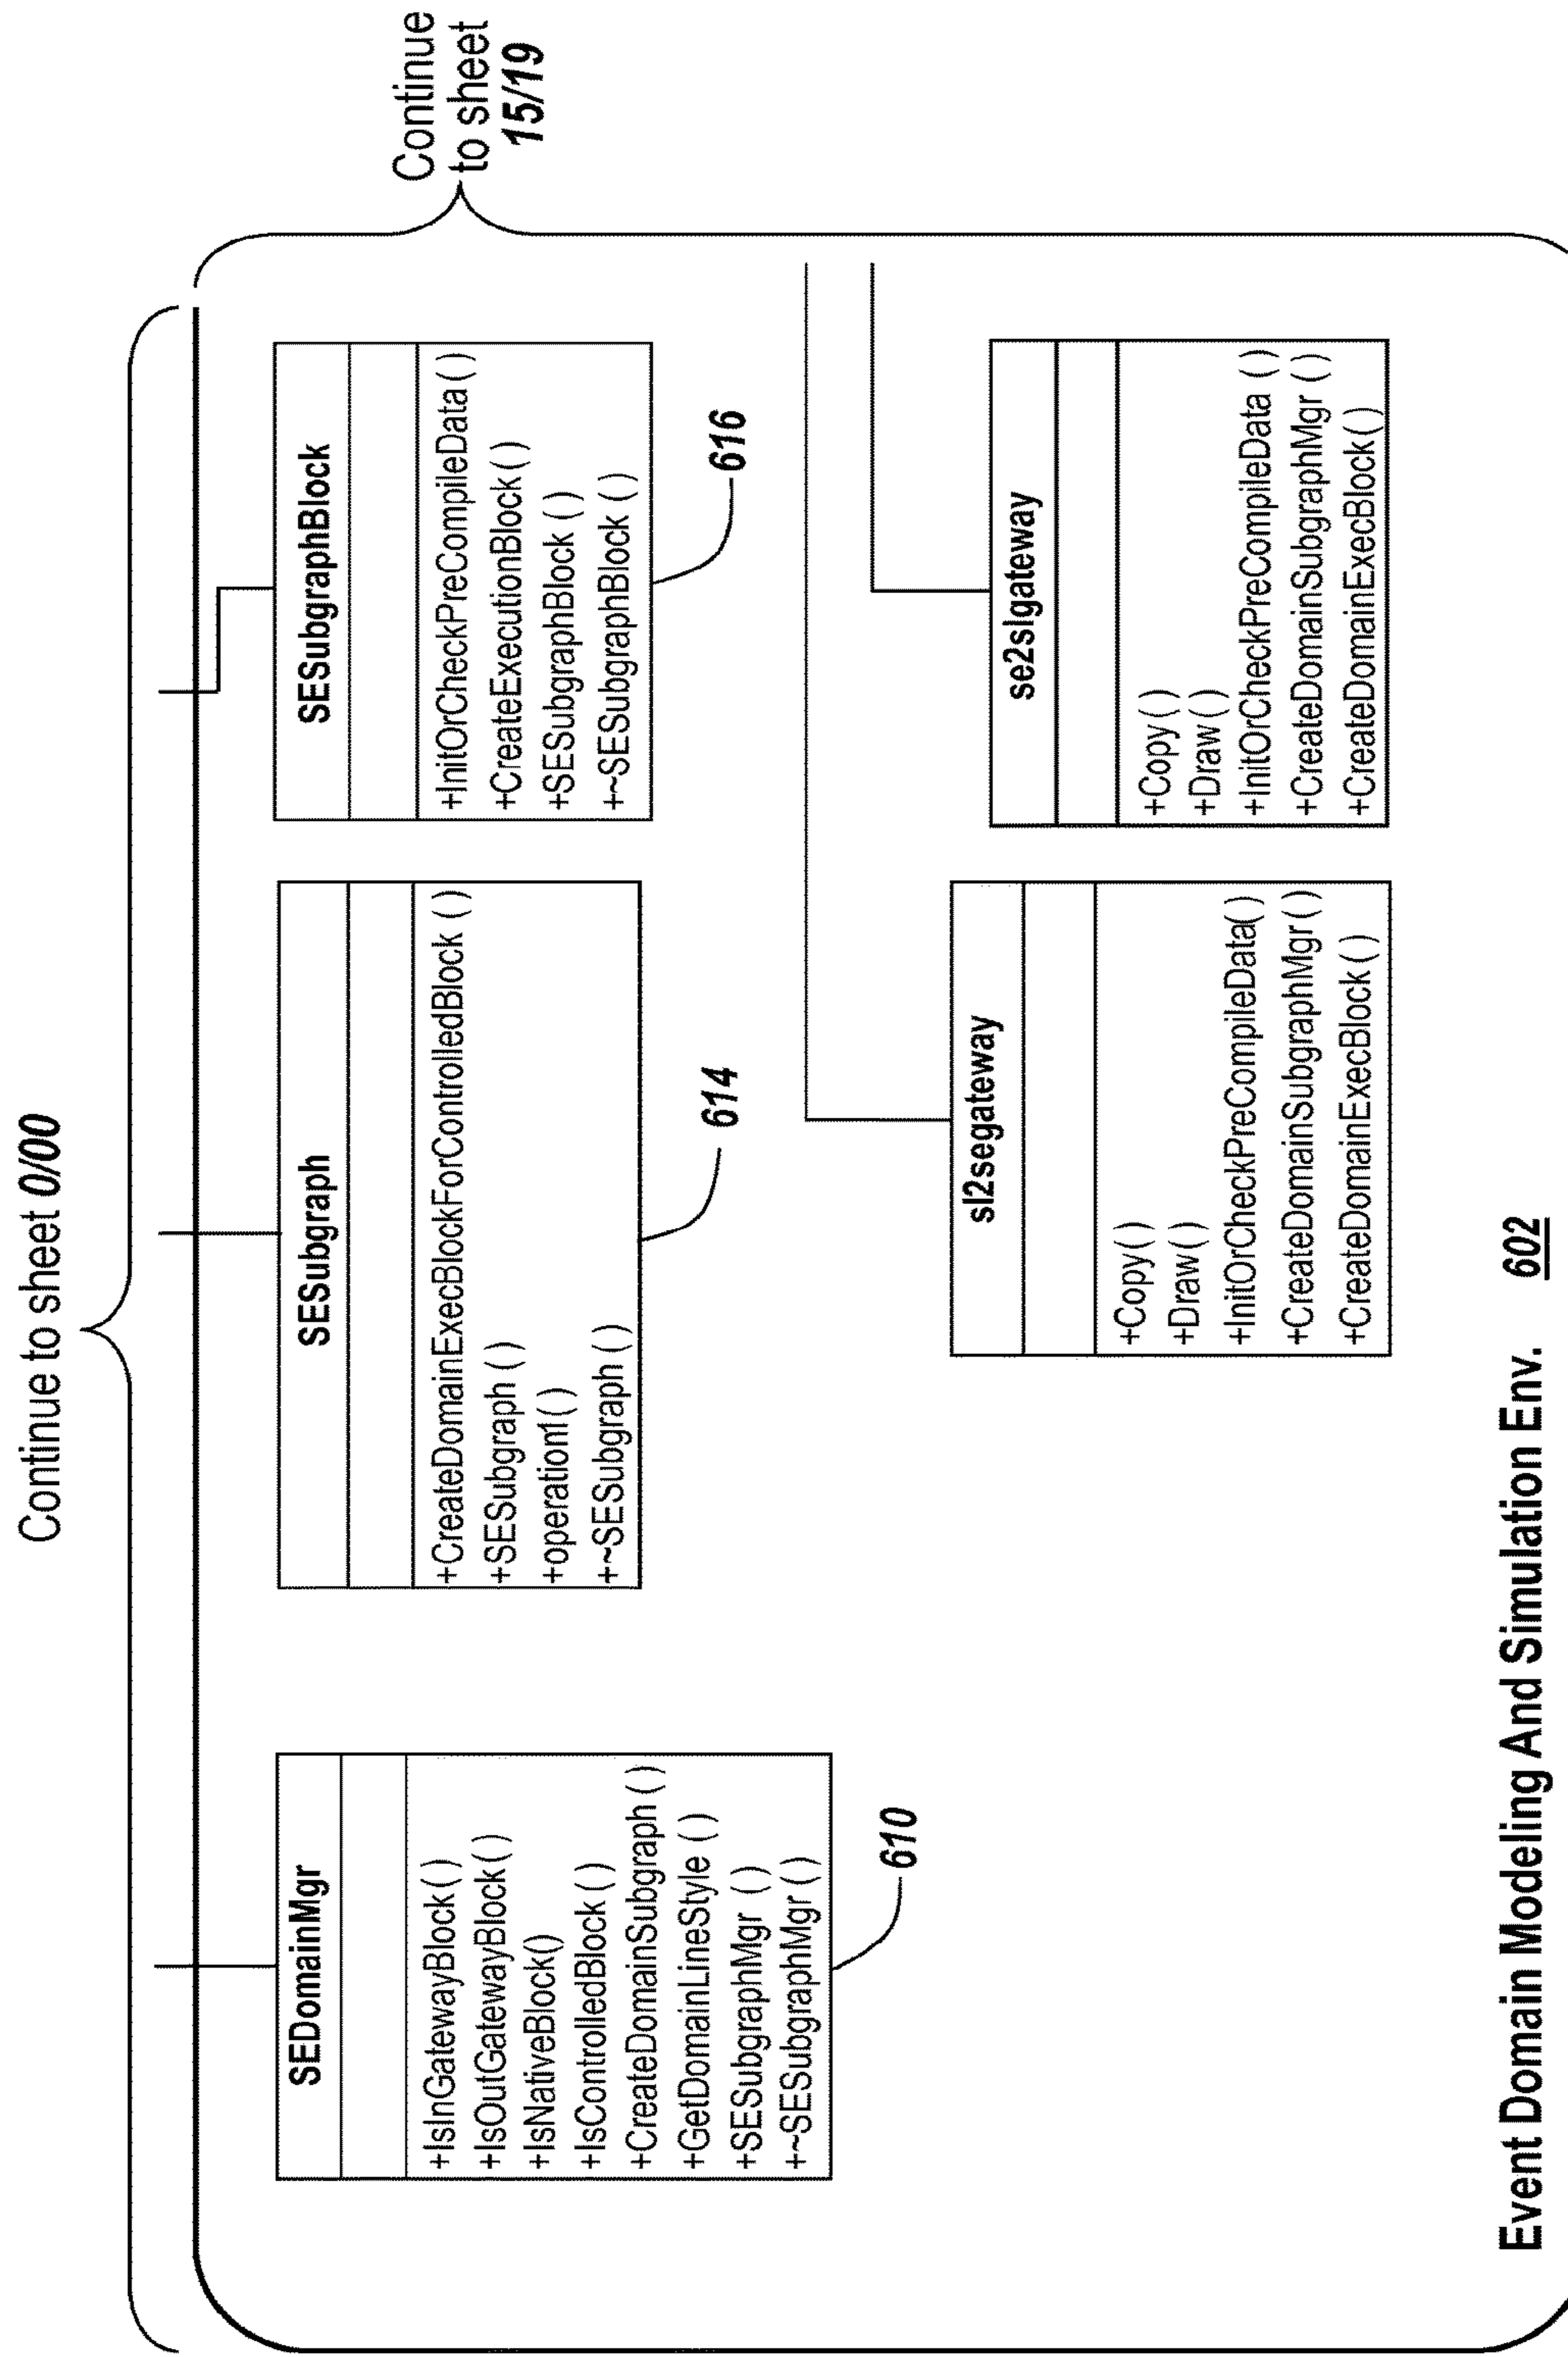 Continue to sheet 0/00
Continue
to sheet
15/19
SEDomainMgr
+IsInGatewayBlock( )
+IsOutGatewayBlock( )
+IsNativeBlock()
+IsControlledBlock ( )
+CreateDomainSubgraph ( )
+GetDomainLineStyle ( )
+SESubgraphMgr ( )
+~SESubgraphMgr ( )
610
SESubgraph
+CreateDomainExecBlockForControlledBlock ( )
+SESubgraph ( )
+operation1( )
+~SESubgraph ( )
614
SESubgraphBlock
+InitOrCheckPreCompileData ( )
+CreateExecutionBlock ( )
+SESubgraphBlock ( )
+~SESubgraphBlock ( )
616
sl2segateway
+Copy( )
+Draw( )
+InitOrCheckPreCompileData( )
+CreateDomainSubgraphMgr ( )
+CreateDomainExecBlock ( )
se2slgateway
+Copy ( )
+Draw ( )
+InitOrCheckPreCompileData ( )
+CreateDomainSubgraphMgr ( )
+CreateDomainExecBlock ( )
Event Domain Modeling And Simulation Env. 602